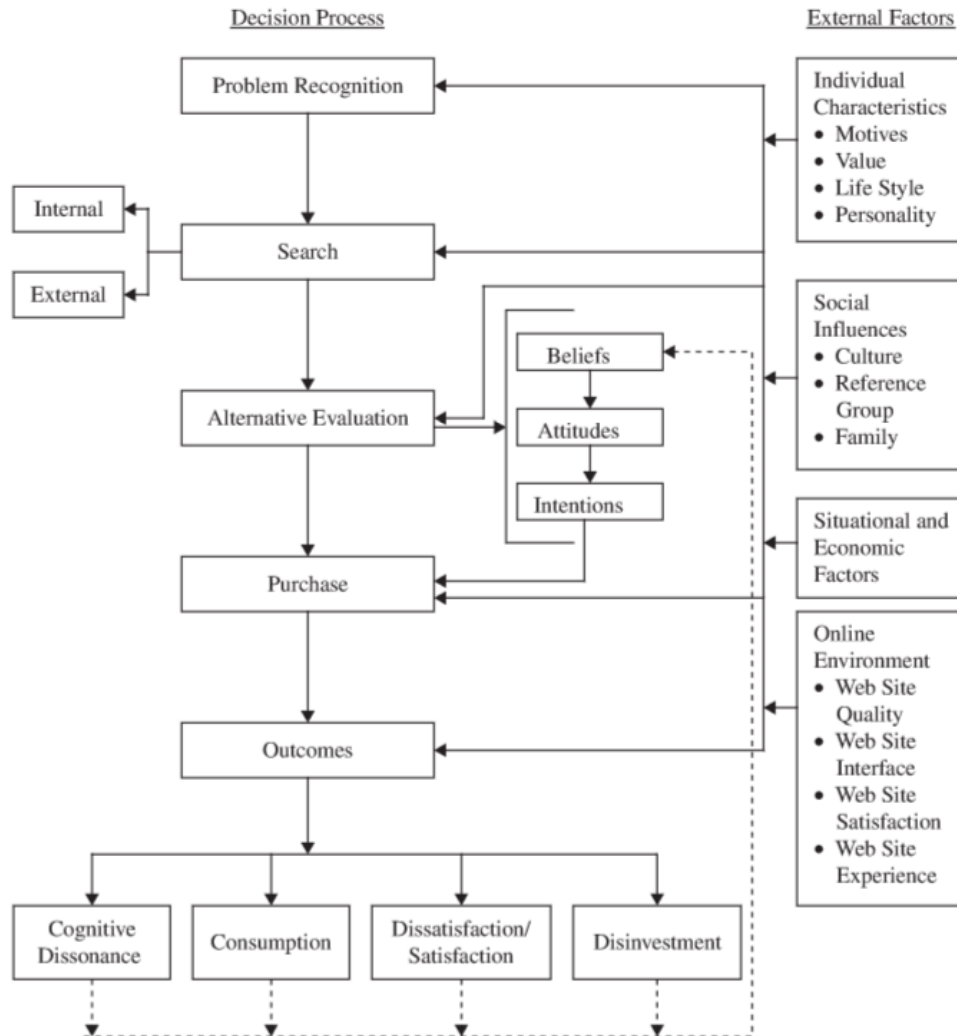 Decision Process
External Factors
Problem Recognition
Individual
Characteristics
• Motives
• Value
• Life Style
• Personality
Internal
Search
External
Social
Influences
• Culture
• Reference
Group
• Family
Beliefs
Alternative Evaluation
Attitudes
Intentions
Situational and
Economic
Factors
Purchase
Online
Environment
• Web Site
Quality
• Web Site
Interface
• Web Site
Satisfaction
• Web Site
Experience
Outcomes
Cognitive
Dissonance
Consumption
Dissatisfaction/
Satisfaction
Disinvestment